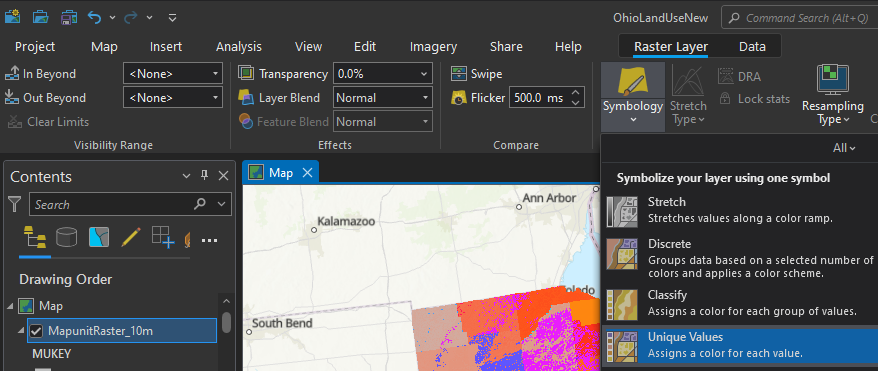 OhioLandUseNew
Command Search (Alt+Q)
Project Map Insert Analysis View Edit Imagery Share Help Raster Layer Data
In Beyond <None> Transparency 0.0% Swipe Symbology Stretch Type DRA Resampling Type
Out Beyond <None> Layer Blend Normal Flicker 500.0 ms Lock stats
Clear Limits Feature Blend Normal
Visibility Range Effects Compare
All
Contents
Map
Symbolize your layer using one symbol
Search
Stretch
Stretches values along a color ramp.
Discrete
Groups data based on a selected number of
colors and applies a color scheme.
Classify
Assigns a color for each group of values.
Unique Values
Assigns a color for each value.
Drawing Order
Map
MapunitRaster_10m
MUKEY
Ann Arbor
Kalamazoo
South Bend